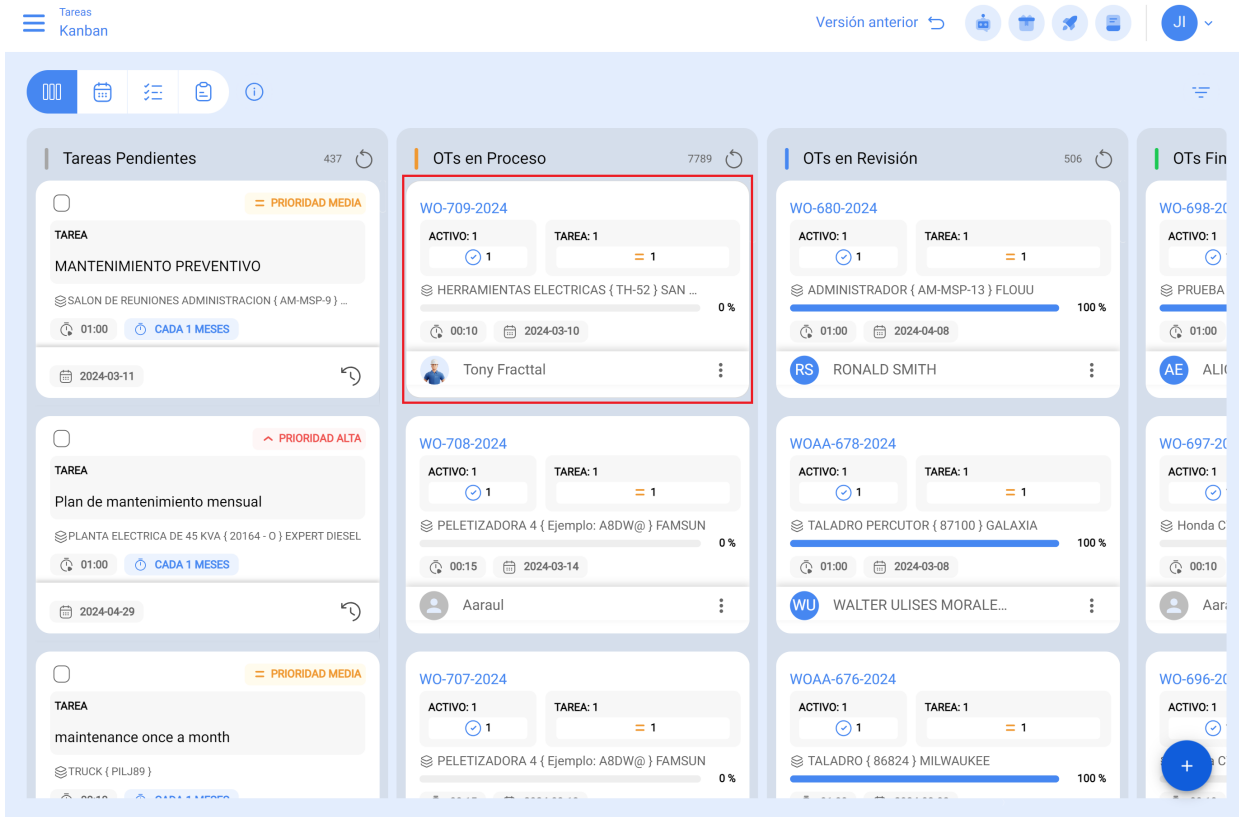 Tareas
Kanban
Versión anterior
JI
Tareas Pendientes 437
PRIORIDAD MEDIA
TAREA
MANTENIMIENTO PREVENTIVO
SALON DE REUNIONES ADMINISTRACION { AM-MSP-9 } ...
01:00 CADA 1 MESES
2024-03-11
PRIORIDAD ALTA
TAREA
Plan de mantenimiento mensual
PLANTA ELECTRICA DE 45 KVA { 20164 - O } EXPERT DIESEL
01:00 CADA 1 MESES
2024-04-29
PRIORIDAD MEDIA
TAREA
maintenance once a month
TRUCK { PILJ89 }
CADA 1 MESES
OTs en Proceso 7789
WO-709-2024
ACTIVO: 1 TAREA: 1
1 1
HERRAMIENTAS ELECTRICAS { TH-52 } SAN ...
0 %
00:10 2024-03-10
Tony Fracttal
WO-708-2024
ACTIVO: 1 TAREA: 1
1 1
PELETIZADORA 4 { Ejemplo: A8DW@ } FAMSUN
0 %
00:15 2024-03-14
Aaraul
WO-707-2024
ACTIVO: 1 TAREA: 1
1 1
PELETIZADORA 4 { Ejemplo: A8DW@ } FAMSUN
0 %
OTs en Revisión 506
WO-680-2024
ACTIVO: 1 TAREA: 1
1 1
ADMINISTRADOR { AM-MSP-13 } FLOUU
100 %
01:00 2024-04-08
RS RONALD SMITH
WOAA-678-2024
ACTIVO: 1 TAREA: 1
1 1
TALADRO PERCUTOR { 87100 } GALAXIA
100 %
01:00 2024-03-08
WU WALTER ULISES MORALE...
WOAA-676-2024
ACTIVO: 1 TAREA: 1
1 1
TALADRO { 86824 } MILWAUKEE
100 %
OTs Fin
WO-698-20
ACTIVO: 1
PRUEBA
01:00
AE ALI
WO-697-20
ACTIVO: 1
Honda C
00:10
Aar
WO-696-20
ACTIVO: 1
+